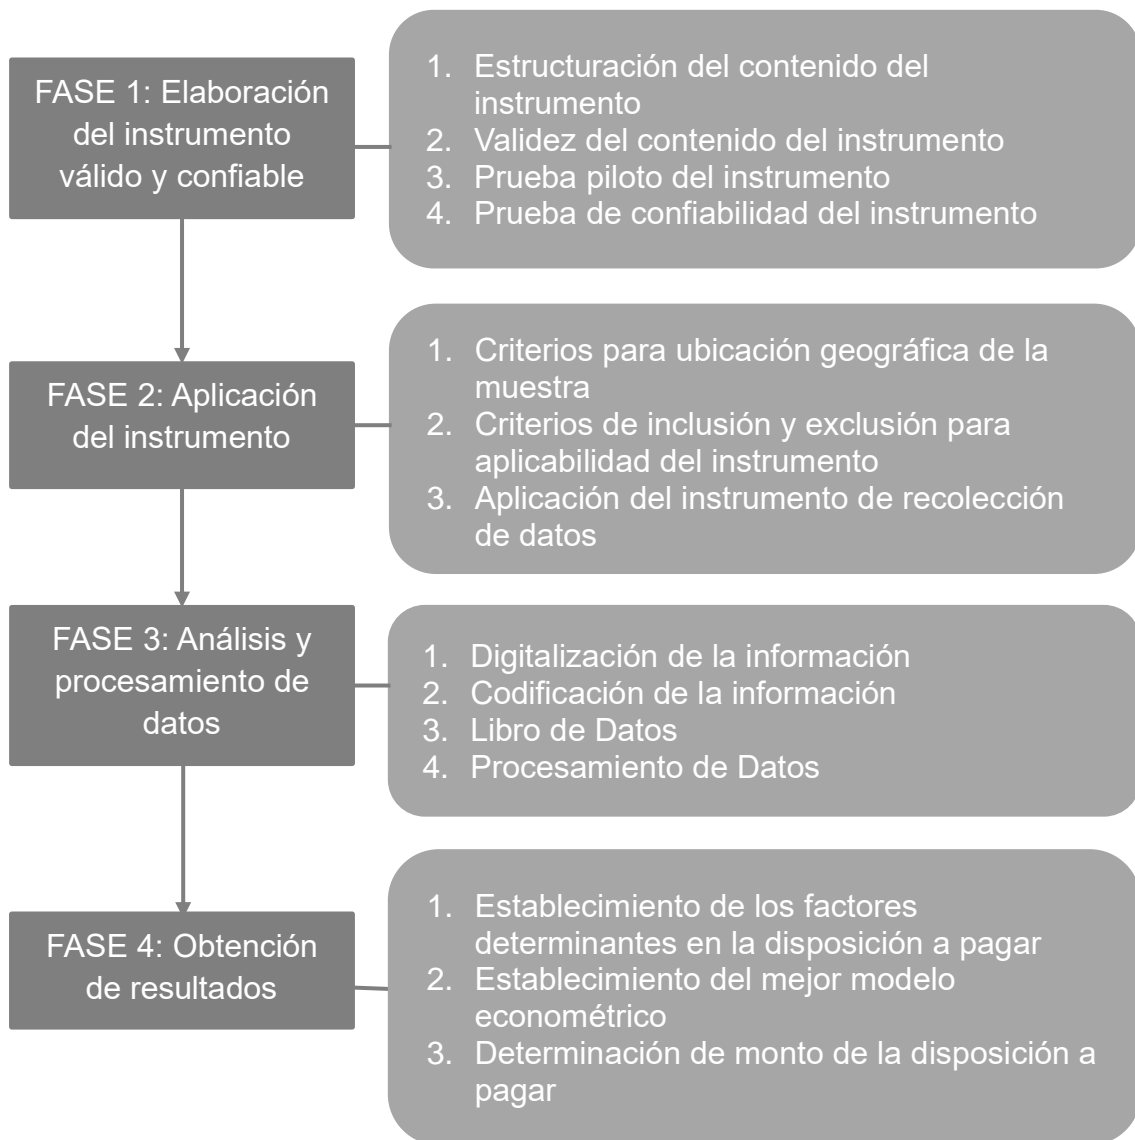 FASE 1: Elaboración
del instrumento
válido y confiable
1. Estructuración del contenido del
instrumento
2. Validez del contenido del instrumento
3. Prueba piloto del instrumento
4. Prueba de confiabilidad del instrumento
FASE 2: Aplicación
del instrumento
1. Criterios para ubicación geográfica de la
muestra
2. Criterios de inclusión y exclusión para
aplicabilidad del instrumento
3. Aplicación del instrumento de recolección
de datos
FASE 3: Análisis y
procesamiento de
datos
1. Digitalización de la información
2. Codificación de la información
3. Libro de Datos
4. Procesamiento de Datos
FASE 4: Obtención
de resultados
1. Establecimiento de los factores
determinantes en la disposición a pagar
2. Establecimiento del mejor modelo
econométrico
3. Determinación de monto de la disposición a
pagar